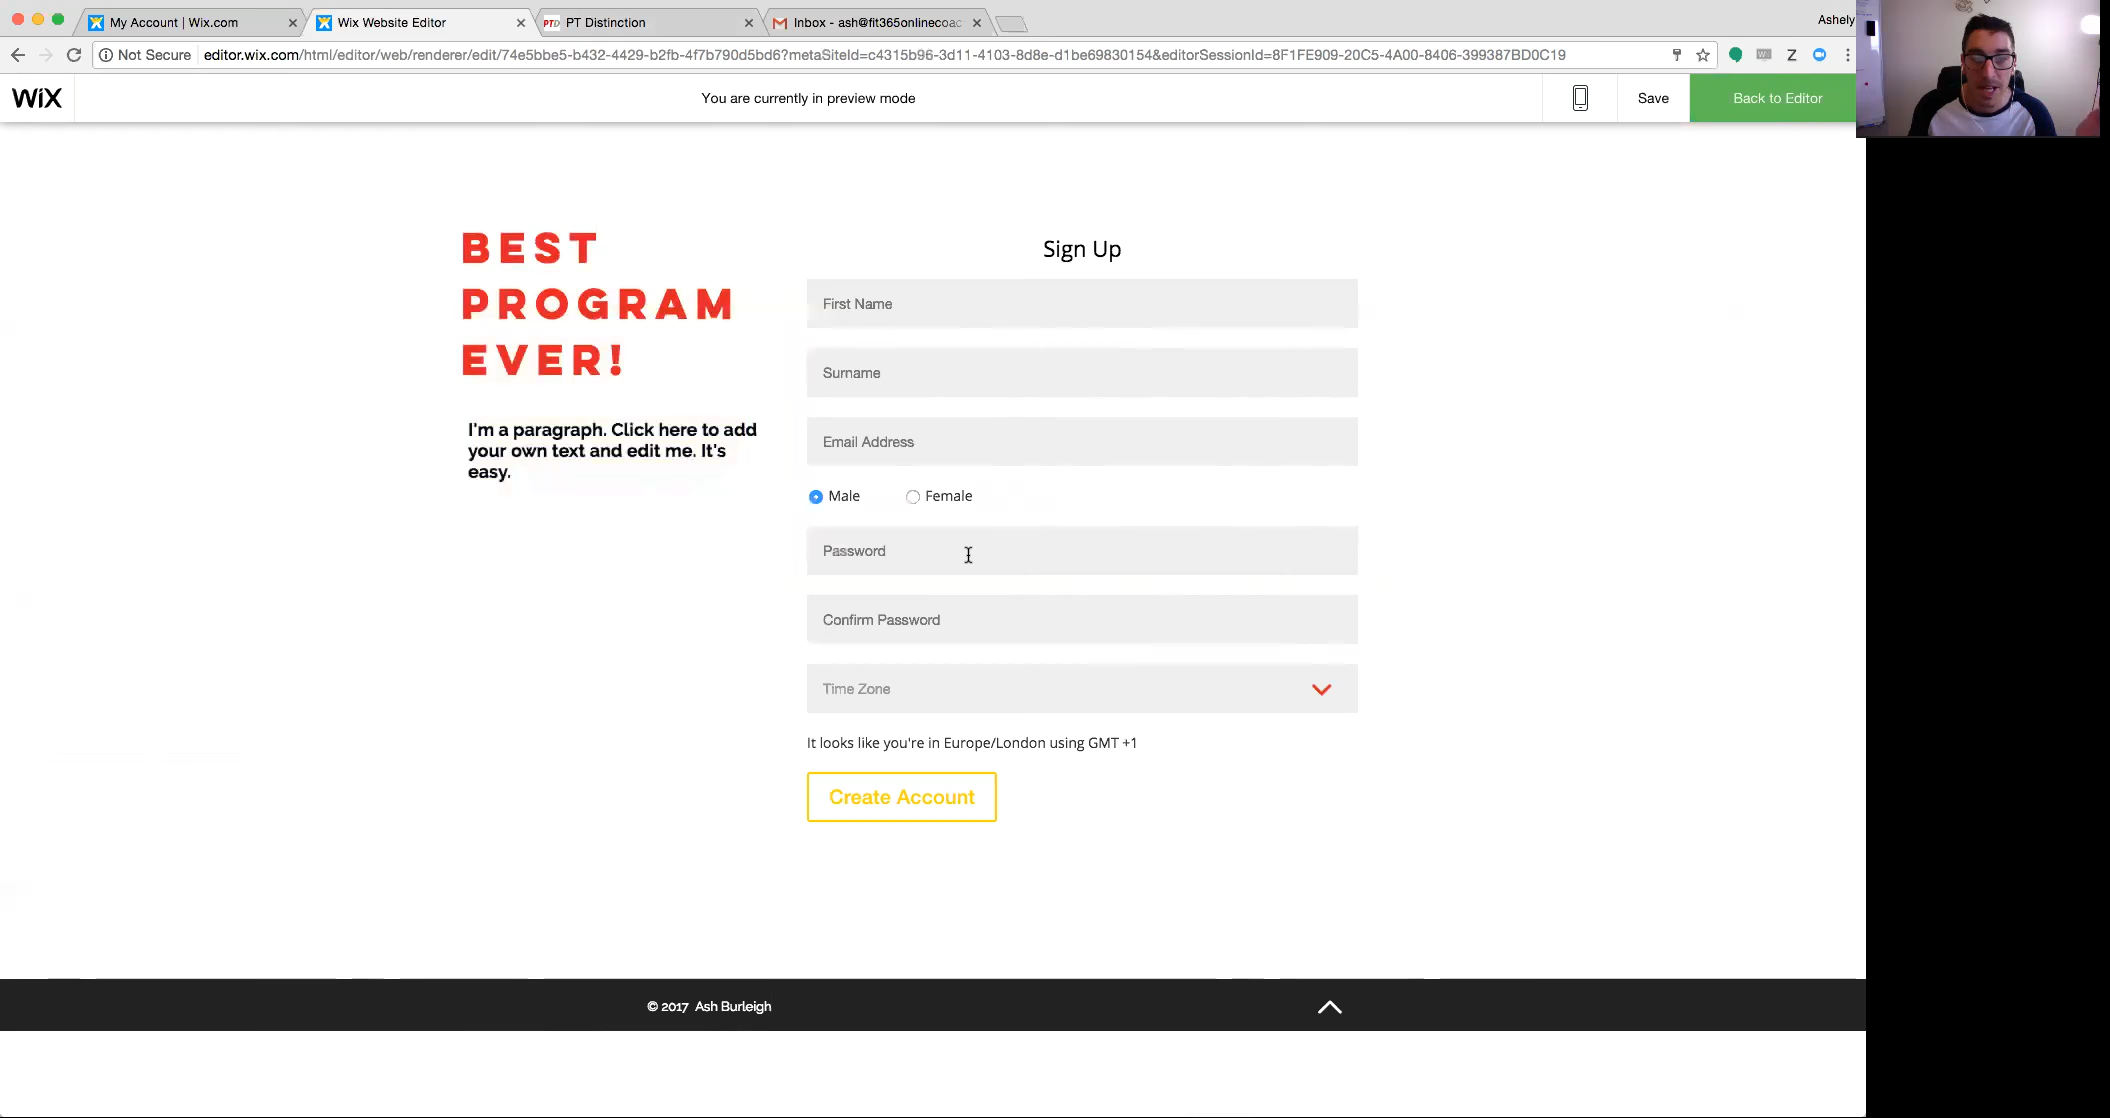 My Account | Wix.com
Wix Website Editor
PTD PT Distinction
Inbox - ash@fit365onlinecoac
Ashely
Not Secure editor.wix.com/html/editor/web/renderer/edit/74e5bbe5-b432-4429-b2fb-4f7b790d5bd6?metaSiteId=c4315b96-3d11-4103-8d8e-d1be69830154&editorSessionId=8F1FE909-20C5-4A00-8406-399387BD0C19
Z
WiX
You are currently in preview mode
Save
Back to Editor
BEST
PROGRAM
EVER!
I'm a paragraph. Click here to add
your own text and edit me. It's
easy.
Sign Up
First Name
Surname
Email Address
Male
Female
Password
Confirm Password
Time Zone
It looks like you're in Europe/London using GMT +1
Create Account
© 2017 Ash Burleigh